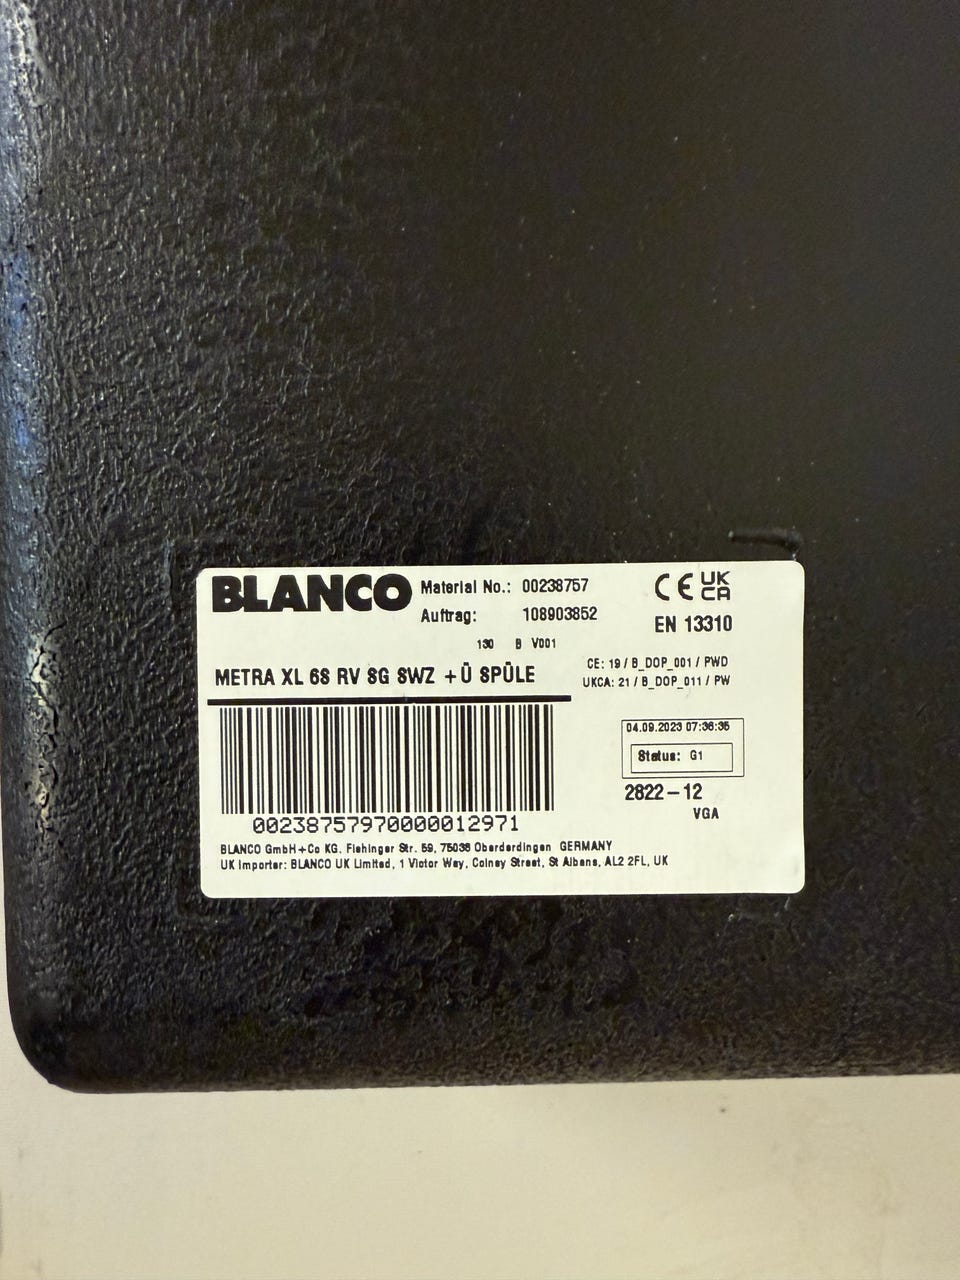 BLANCO
Material No.: 00238757
Auftrag: 108903852
130 B V001
METRA XL 6S RV SG SWZ +Ü SPÜLE
00238757970000012971
BLANCO GmbH+Co KG. Flehinger Str. 59, 75038 Oberderdingen GERMANY
UK Importer: BLANCO UK Limited, 1 Victor Way, Colney Street, St Albans, AL2 2FL, UK
CE UK
CA
EN 13310
CE: 19 / B_DOP_001 / PWD
UKCA: 21 / B_DOP_011 / PW
04.09.2023 07:36:35
Status: G1
2822-12
VGA